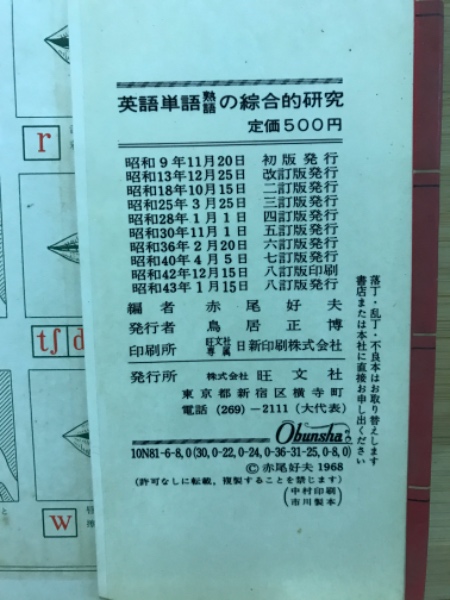 英語単語熟語の綜合的研究
定価500円
昭和9年11月20日 初版発行
昭和13年12月25日 改訂版発行
昭和18年10月15日 二訂版発行
昭和25年3月25日 三訂版発行
昭和28年1月1日 四訂版発行
昭和30年11月1日 五訂版発行
昭和36年2月20日 六訂版発行
昭和40年4月5日 七訂版発行
昭和42年12月15日 八訂版印刷
昭和43年1月15日 八訂版発行
編者 赤尾好夫
発行者 鳥居正博
印刷所 旺文社専属 日新印刷株式会社
発行所 株式会社 旺文社
東京都新宿区横寺町
電話 (269)-2111(大代表)
Obunsha
10N81-6-8, 0(30, 0-22, 0-24, 0-36-31-25, 0-8, 0)
© 赤尾好夫 1968
(許可なしに転載、複製することを禁じます)
(中村印刷
市川製本)
落丁・乱丁・不良本はお取り替えします
書店または本社に直接お申し出ください
r
tʃ
d
w